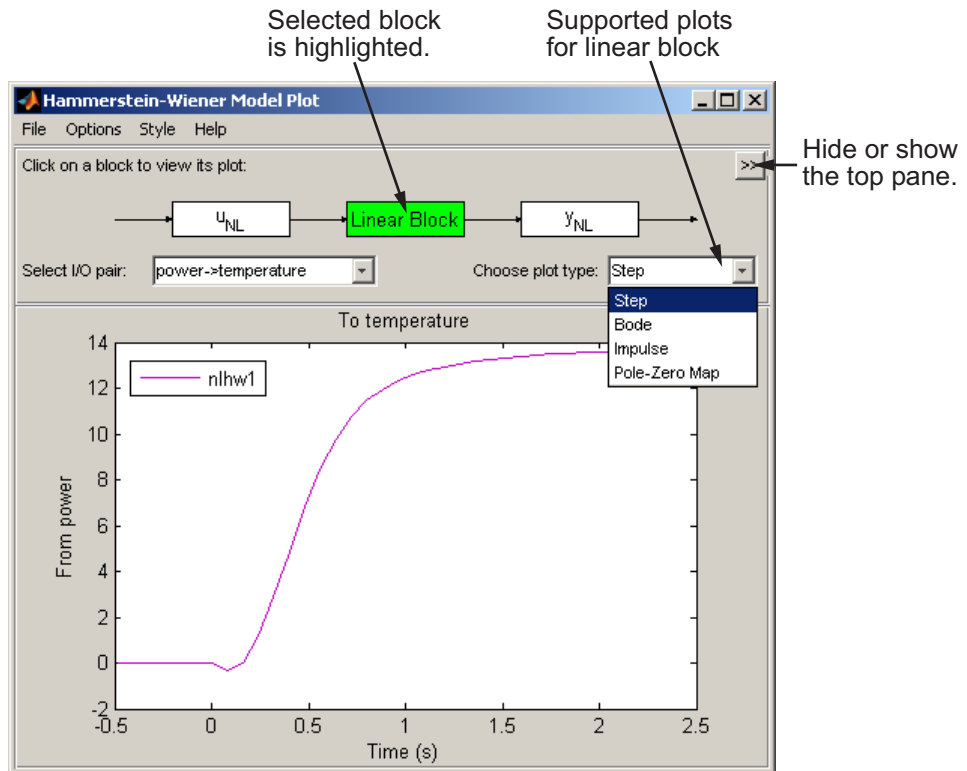 Selected block
is highlighted.
Supported plots
for linear block
Hammerstein-Wiener Model Plot
File Options Style Help
Click on a block to view its plot:
>>
Hide or show
the top pane.
uNL
Linear Block
yNL
Select I/O pair:
power->temperature
Choose plot type:
Step
Step
Bode
Impulse
Pole-Zero Map
To temperature
nlhw1
14
12
10
8
6
4
2
0
-2
From power
-0.5
0
0.5
1
1.5
2
2.5
Time (s)